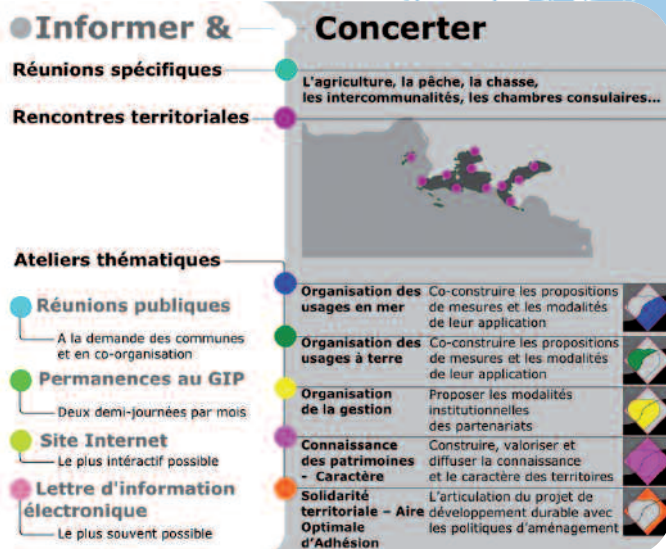 Informer & Concerter
Réunions spécifiques
L'agriculture, la pêche, la chasse,
les intercommunalités, les chambres consulaires...
Rencontres territoriales
Ateliers thématiques
Organisation des
usages en mer
Co-construire les propositions
de mesures et les modalités
de leur application
Organisation des
usages à terre
Co-construire les propositions
de mesures et les modalités
de leur application
Organisation
de la gestion
Proposer les modalités
institutionnelles
des partenariats
Connaissance
des patrimoines
- Caractère
Construire, valoriser et
diffuser la connaissance
et le caractère des territoires
Solidarité
territoriale – Aire
Optimale
d'Adhésion
L'articulation du projet de
développement durable avec
les politiques d'aménagement
Réunions publiques
A la demande des communes
et en co-organisation
Permanences au GIP
Deux demi-journées par mois
Site Internet
Le plus intéractif possible
Lettre d'information
électronique
Le plus souvent possible